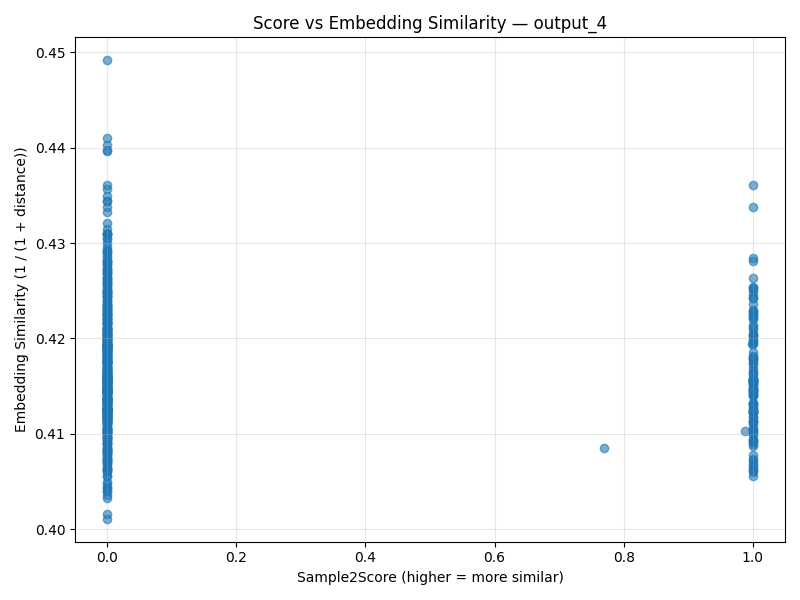 Score vs Embedding Similarity — output_4
Embedding Similarity (1 / (1 + distance))
0.45
0.44
0.43
0.42
0.41
0.40
0.0 0.2 0.4 0.6 0.8 1.0
Sample2Score (higher = more similar)